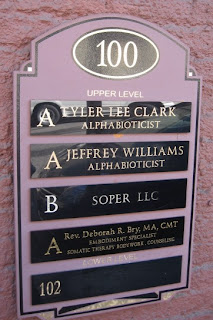 100
UPPER LEVEL
A TYLER LEE CLARK
ALPHABIOTICIST
A JEFFREY WILLIAMS
ALPHABIOTICIST
B SOPER LLC
A Rev. Deborah R. Bry, MA, CMT
EMBODIMENT SPECIALIST
SOMATIC THERAPY BODYWORK, COUNSELING
LOWER LEVEL
102